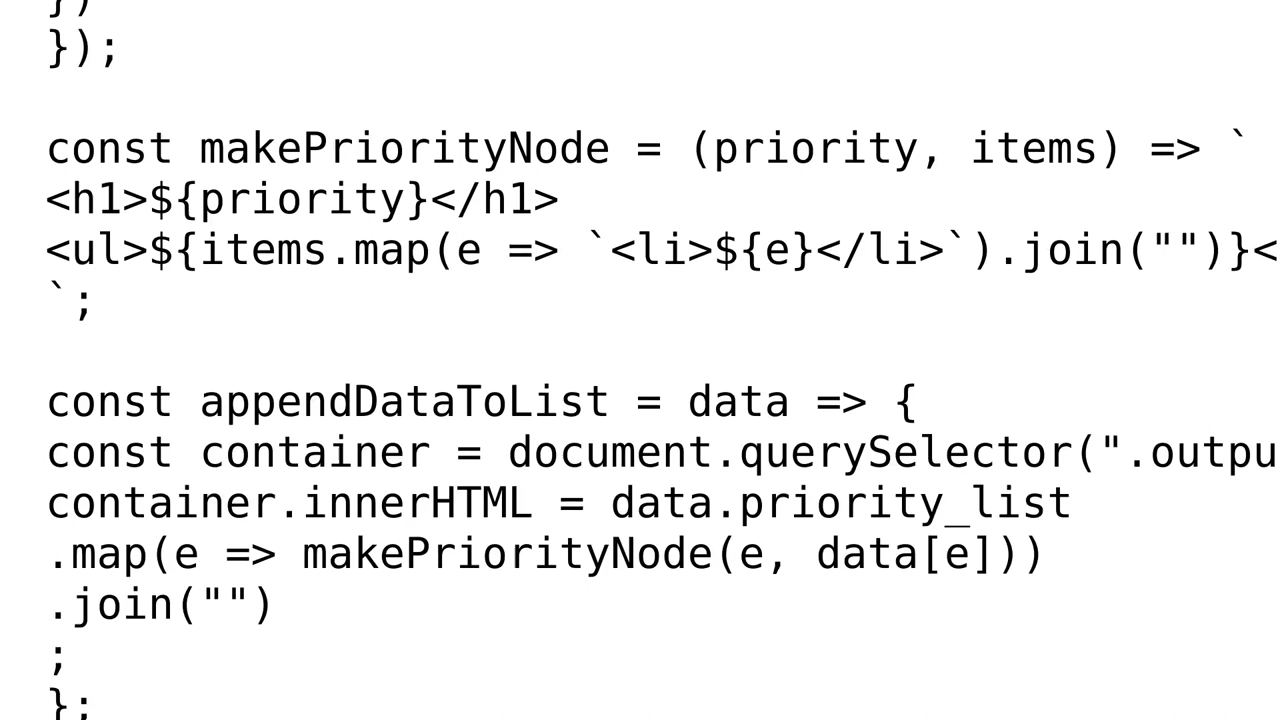 })
});

const makePriorityNode = (priority, items) => `
<h1>${priority}</h1>
<ul>${items.map(e => `<li>${e}</li>`).join("")}<
`;

const appendDataToList = data => {
const container = document.querySelector(".outpu
container.innerHTML = data.priority_list
.map(e => makePriorityNode(e, data[e]))
.join("")
;
};